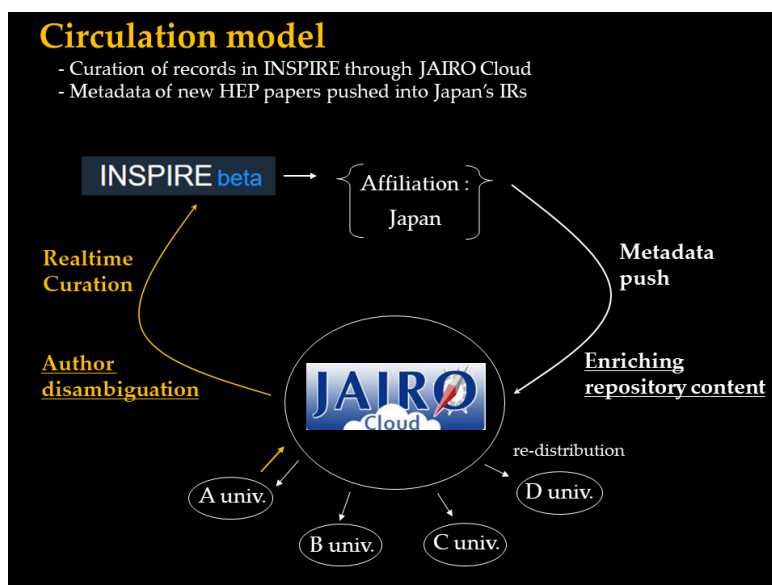 Circulation model
- Curation of records in INSPIRE through JAIRO Cloud
- Metadata of new HEP papers pushed into Japan's IRs
INSPIRE beta
Affiliation :
Japan
Realtime
Curation
Metadata
push
Author
disambiguation
Enriching
repository content
JAIRO
Cloud
re-distribution
A univ.
D univ.
B univ.
C univ.